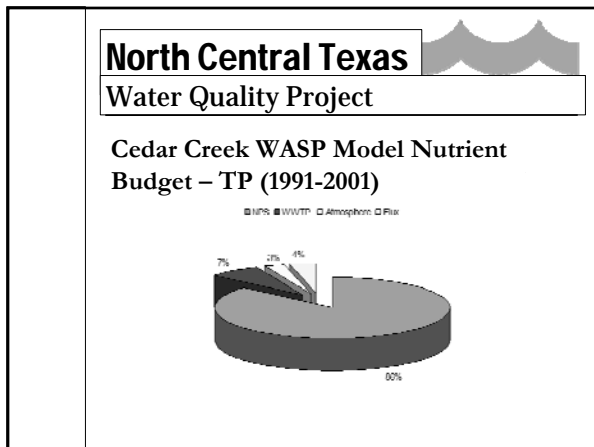 North Central Texas
Water Quality Project
Cedar Creek WASP Model Nutrient
Budget – TP (1991-2001)
NPS WWTP Atmosphere Flux
7% 3% 4%